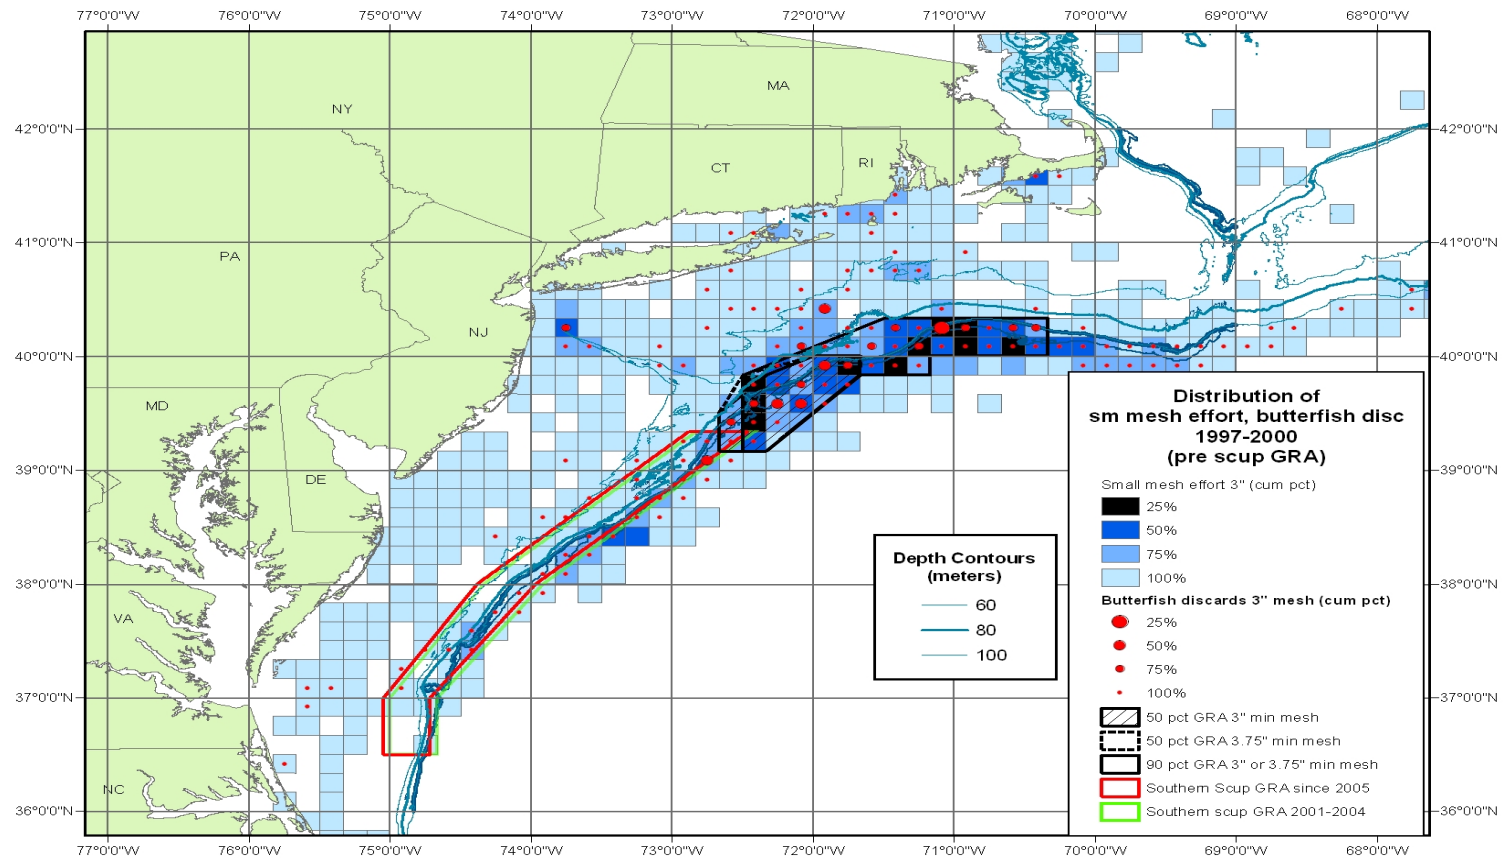 77°0'0"W 76°0'0"W 75°0'0"W 74°0'0"W 73°0'0"W 72°0'0"W 71°0'0"W 70°0'0"W 69°0'0"W 68°0'0"W
MA
NY
42°0'0"N 42°0'0"N
CT RI
41°0'0"N 41°0'0"N
PA
NJ
40°0'0"N 40°0'0"N
MD
DE
39°0'0"N 39°0'0"N
38°0'0"N 38°0'0"N
VA
37°0'0"N 37°0'0"N
NC
36°0'0"N 36°0'0"N
Depth Contours
(meters)
60
80
100
Distribution of
sm mesh effort, butterfish disc
1997-2000
(pre scup GRA)
Small mesh effort 3" (cum pct)
25%
50%
75%
100%
Butterfish discards 3" mesh (cum pct)
25%
50%
75%
100%
50 pct GRA 3" min mesh
50 pct GRA 3.75" min mesh
90 pct GRA 3" or 3.75" min mesh
Southern Scup GRA since 2005
Southern scup GRA 2001-2004
77°0'0"W 76°0'0"W 75°0'0"W 74°0'0"W 73°0'0"W 72°0'0"W 71°0'0"W 70°0'0"W 69°0'0"W 68°0'0"W